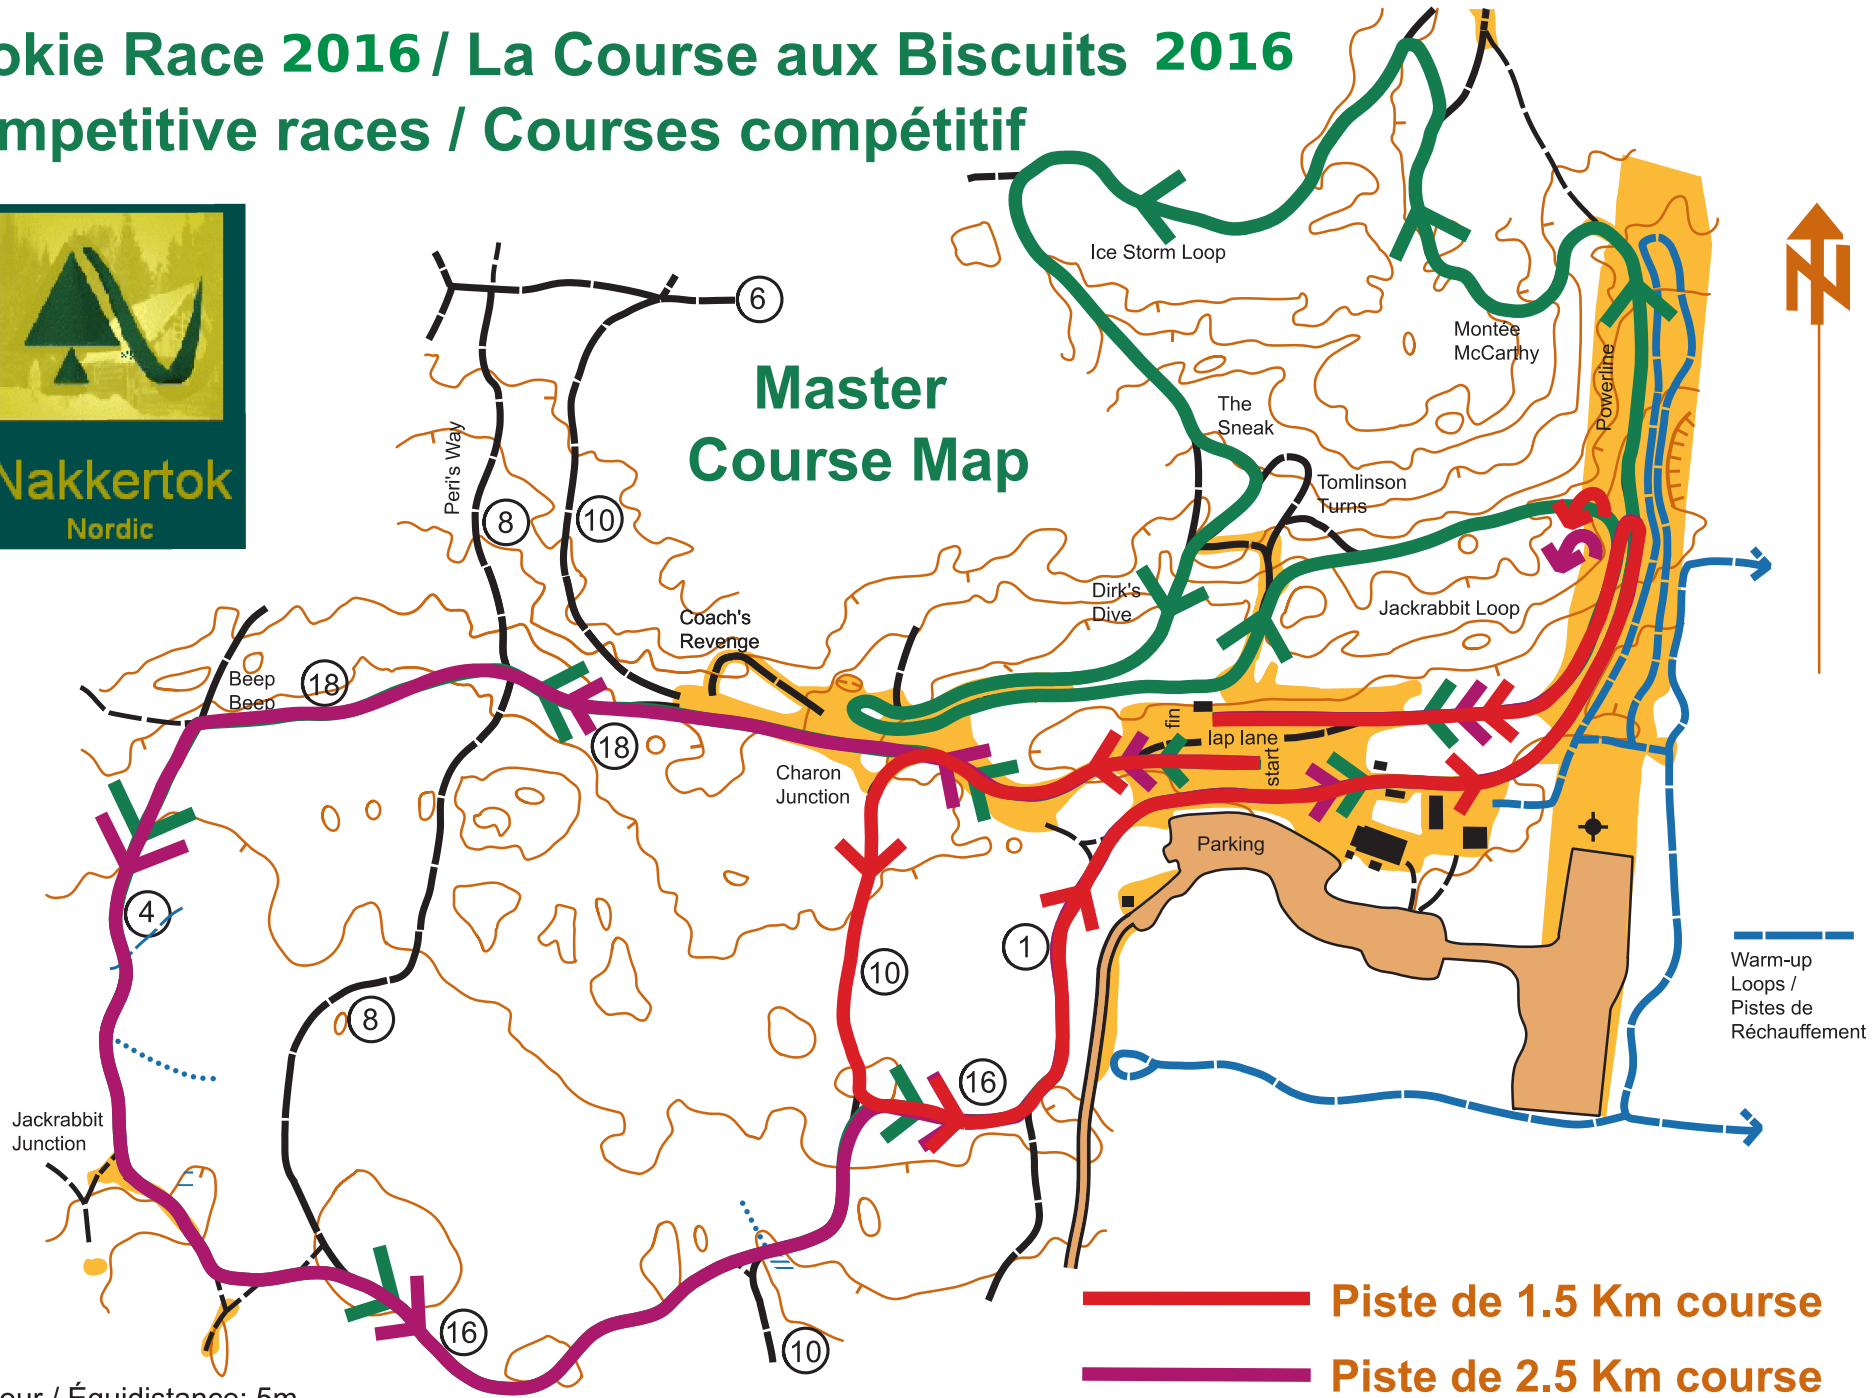 okie Race 2016 / La Course aux Biscuits 2016
mpetitive races / Courses compétitif
Nakkertok
Nordic
Master
Course Map
6
Ice Storm Loop
Montée
McCarthy
Powerline
The
Sneak
Tomlinson
Turns
Peri's Way
8
10
Dirk's
Dive
Jackrabbit Loop
Coach's
Revenge
Beep
Beep
18
18
fin
lap lane
start
Charon
Junction
Parking
4
10
1
8
16
Warm-up
Loops /
Pistes de
Réchauffement
N
Jackrabbit
Junction
16
10
Piste de 1.5 Km course
Piste de 2.5 Km course
our / Équidistance: 5m